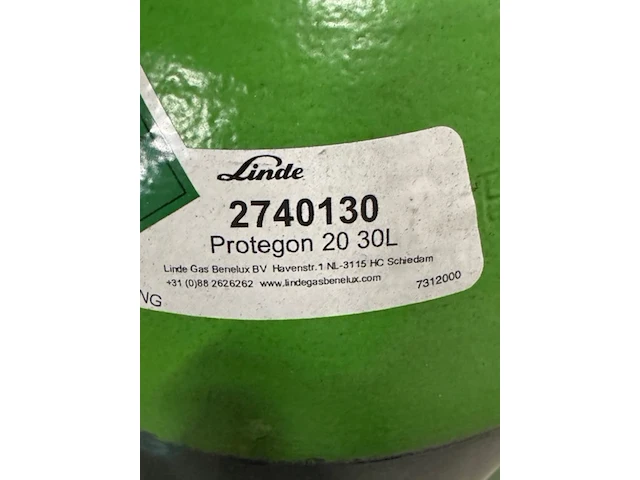 Linde
2740130
Protegon 20 30L
Linde Gas Benelux BV Havenstr.1 NL-3115 HC Schiedam
+31 (0)88 2626262 www.lindegasbenelux.com
7312000
NG